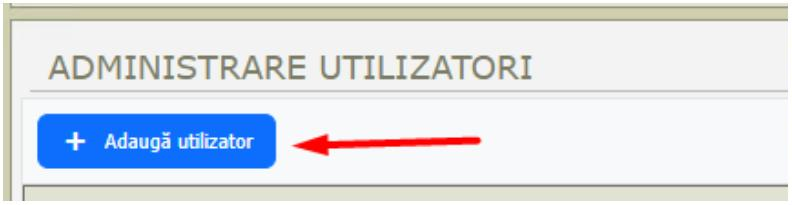 ADMINISTRARE UTILIZATORI
+ Adaugă utilizator